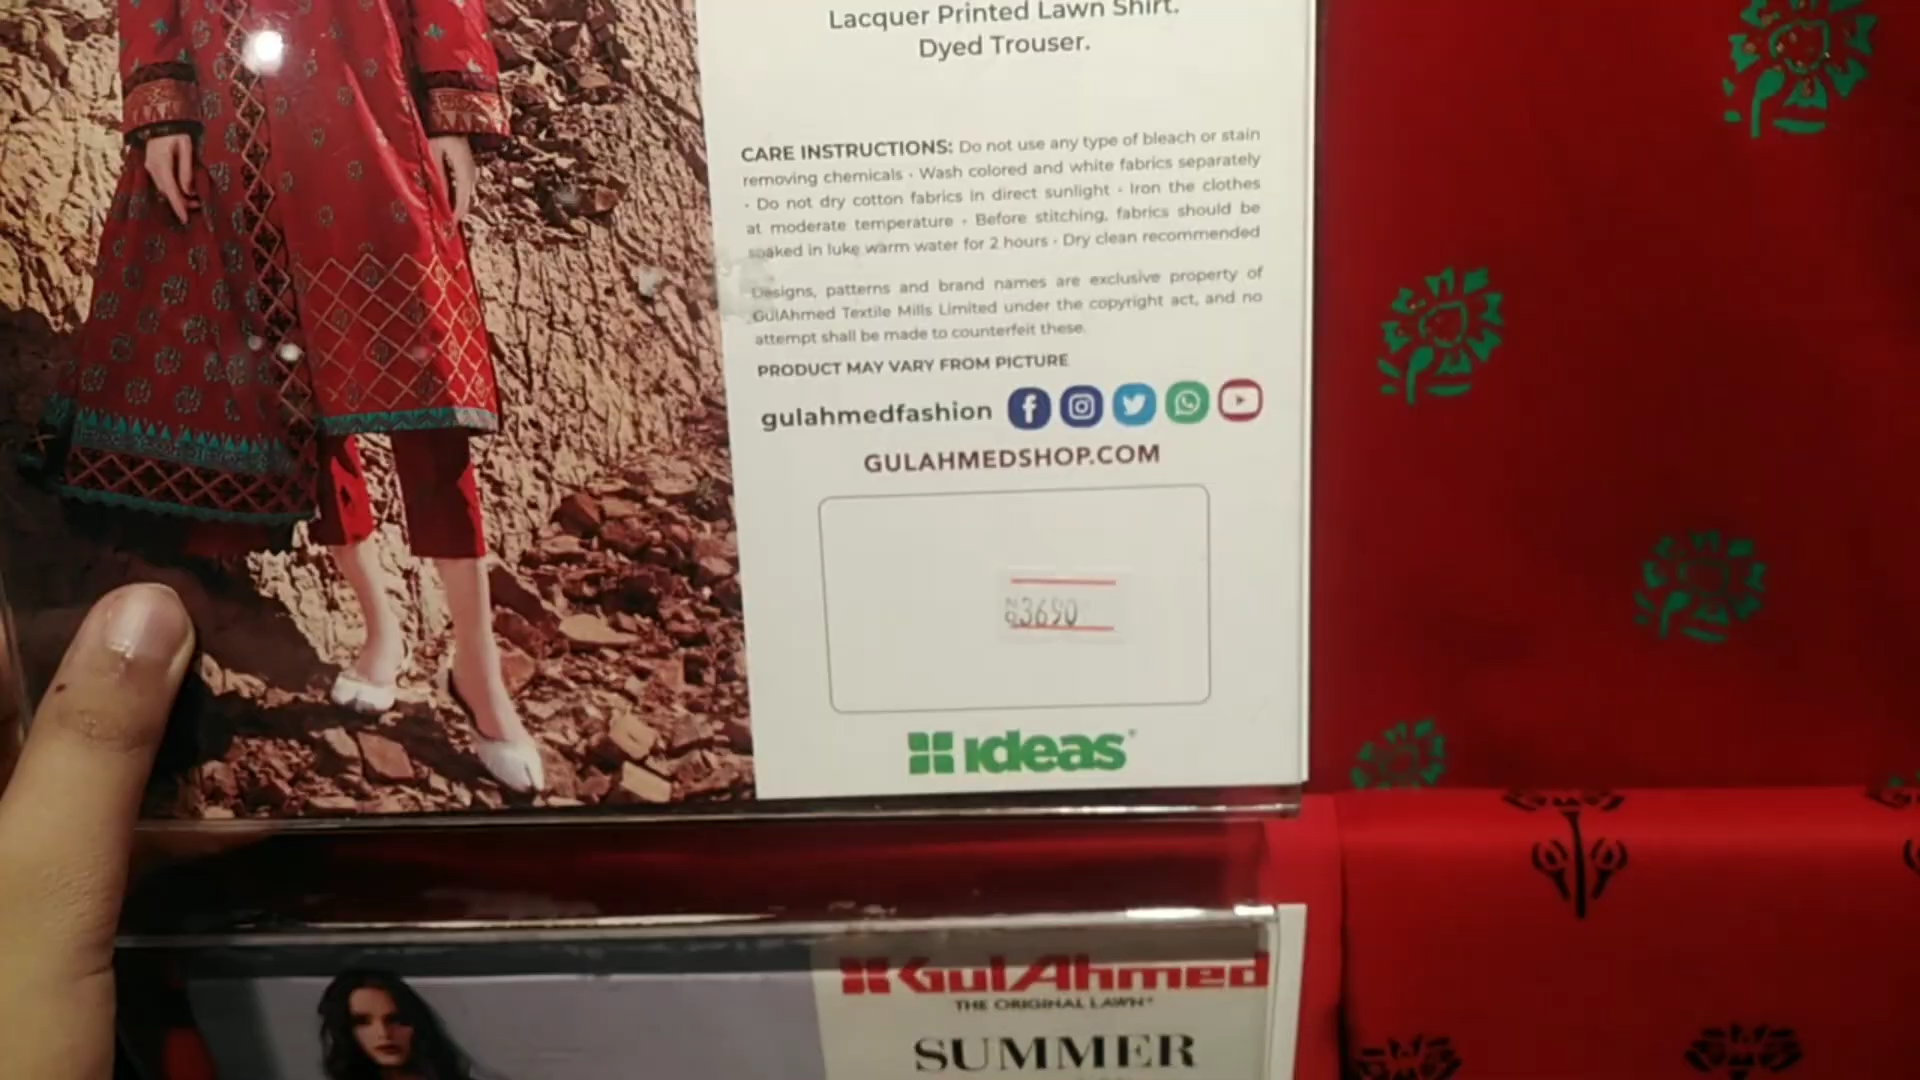 Lacquer Printed Lawn Shirt.
Dyed Trouser.
CARE INSTRUCTIONS: Do not use any type of bleach or stain
removing chemicals • Wash colored and white fabrics separately
• Do not dry cotton fabrics in direct sunlight • Iron the clothes
at moderate temperature • Before stitching, fabrics should be
soaked in luke warm water for 2 hours • Dry clean recommended
Designs, patterns and brand names are exclusive property of
GulAhmed Textile Mills Limited under the copyright act, and no
attempt shall be made to counterfeit these.
PRODUCT MAY VARY FROM PICTURE
gulahmedfashion
GULAHMEDSHOP.COM
3690
ideas®
GulAhmed
THE ORIGINAL LAWN®
SUMMER